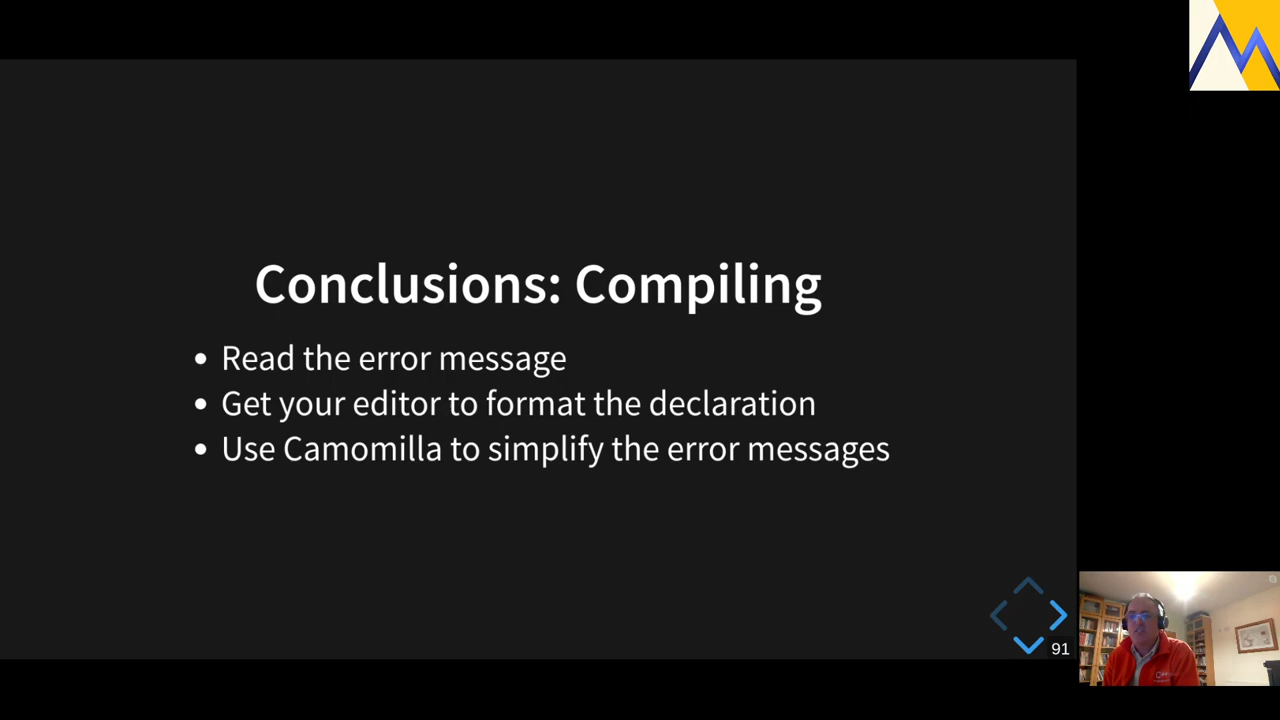 Conclusions: Compiling
Read the error message
Get your editor to format the declaration
Use Camomilla to simplify the error messages
91